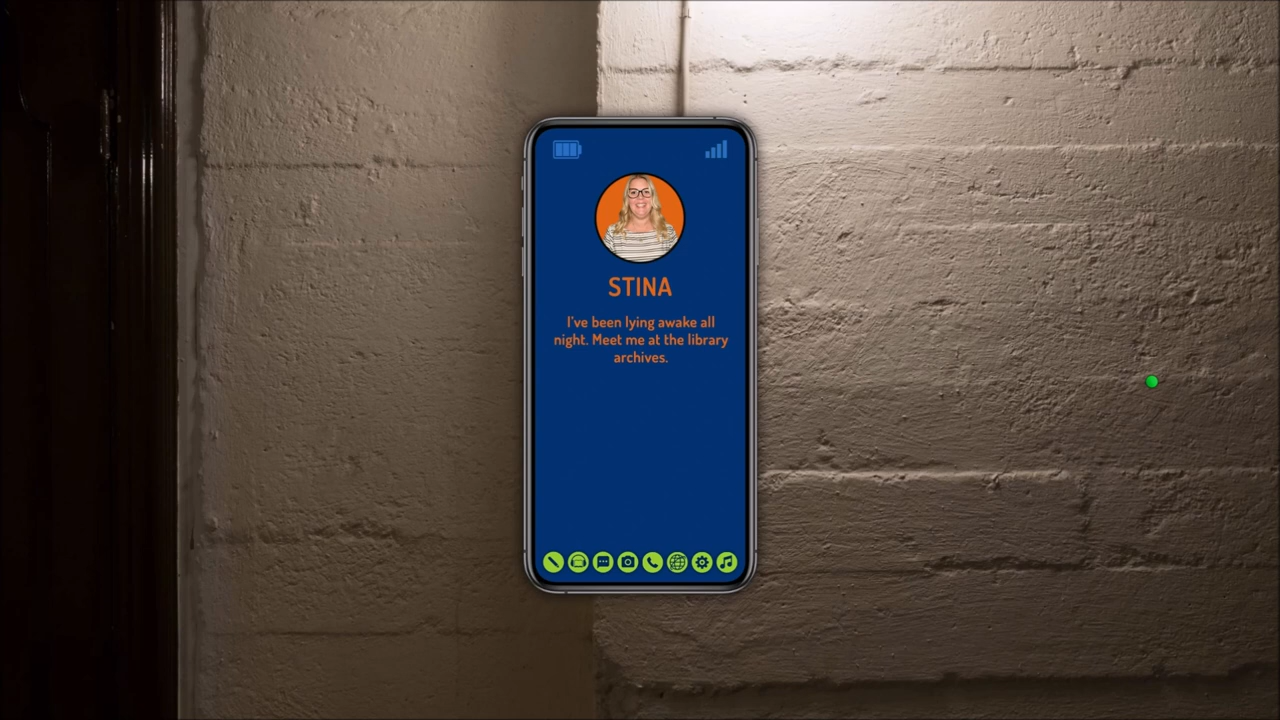 STINA
I've been lying awake all
night. Meet me at the library
archives.